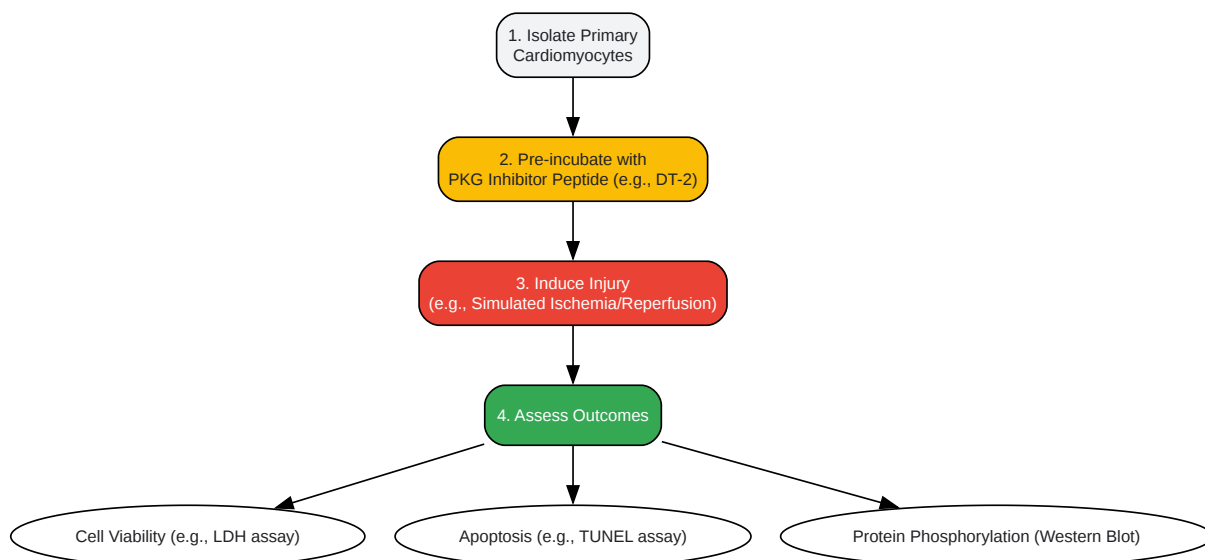 1. Isolate Primary
Cardiomyocytes
2. Pre-incubate with
PKG Inhibitor Peptide (e.g., DT-2)
3. Induce Injury
(e.g., Simulated Ischemia/Reperfusion)
4. Assess Outcomes
Cell Viability (e.g., LDH assay)
Apoptosis (e.g., TUNEL assay)
Protein Phosphorylation (Western Blot)